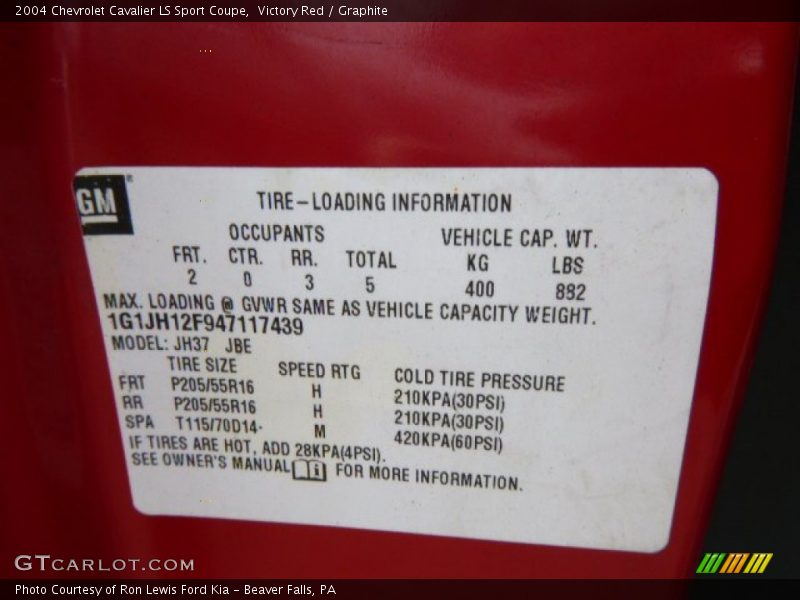 2004 Chevrolet Cavalier LS Sport Coupe,  Victory Red / Graphite
GM
TIRE-LOADING INFORMATION
OCCUPANTS VEHICLE CAP. WT.
FRT. CTR. RR. TOTAL KG LBS
2 0 3 5 400 882
MAX. LOADING @ GVWR SAME AS VEHICLE CAPACITY WEIGHT.
1G1JH12F947117439
MODEL: JH37 JBE
TIRE SIZE SPEED RTG COLD TIRE PRESSURE
FRT P205/55R16 H 210KPA(30PSI)
RR P205/55R16 H 210KPA(30PSI)
SPA T115/70D14 M 420KPA(60PSI)
IF TIRES ARE HOT, ADD 28KPA(4PSI).
SEE OWNER'S MANUAL FOR MORE INFORMATION.
GTCARLOT.COM
Photo Courtesy of Ron Lewis Ford Kia - Beaver Falls, PA